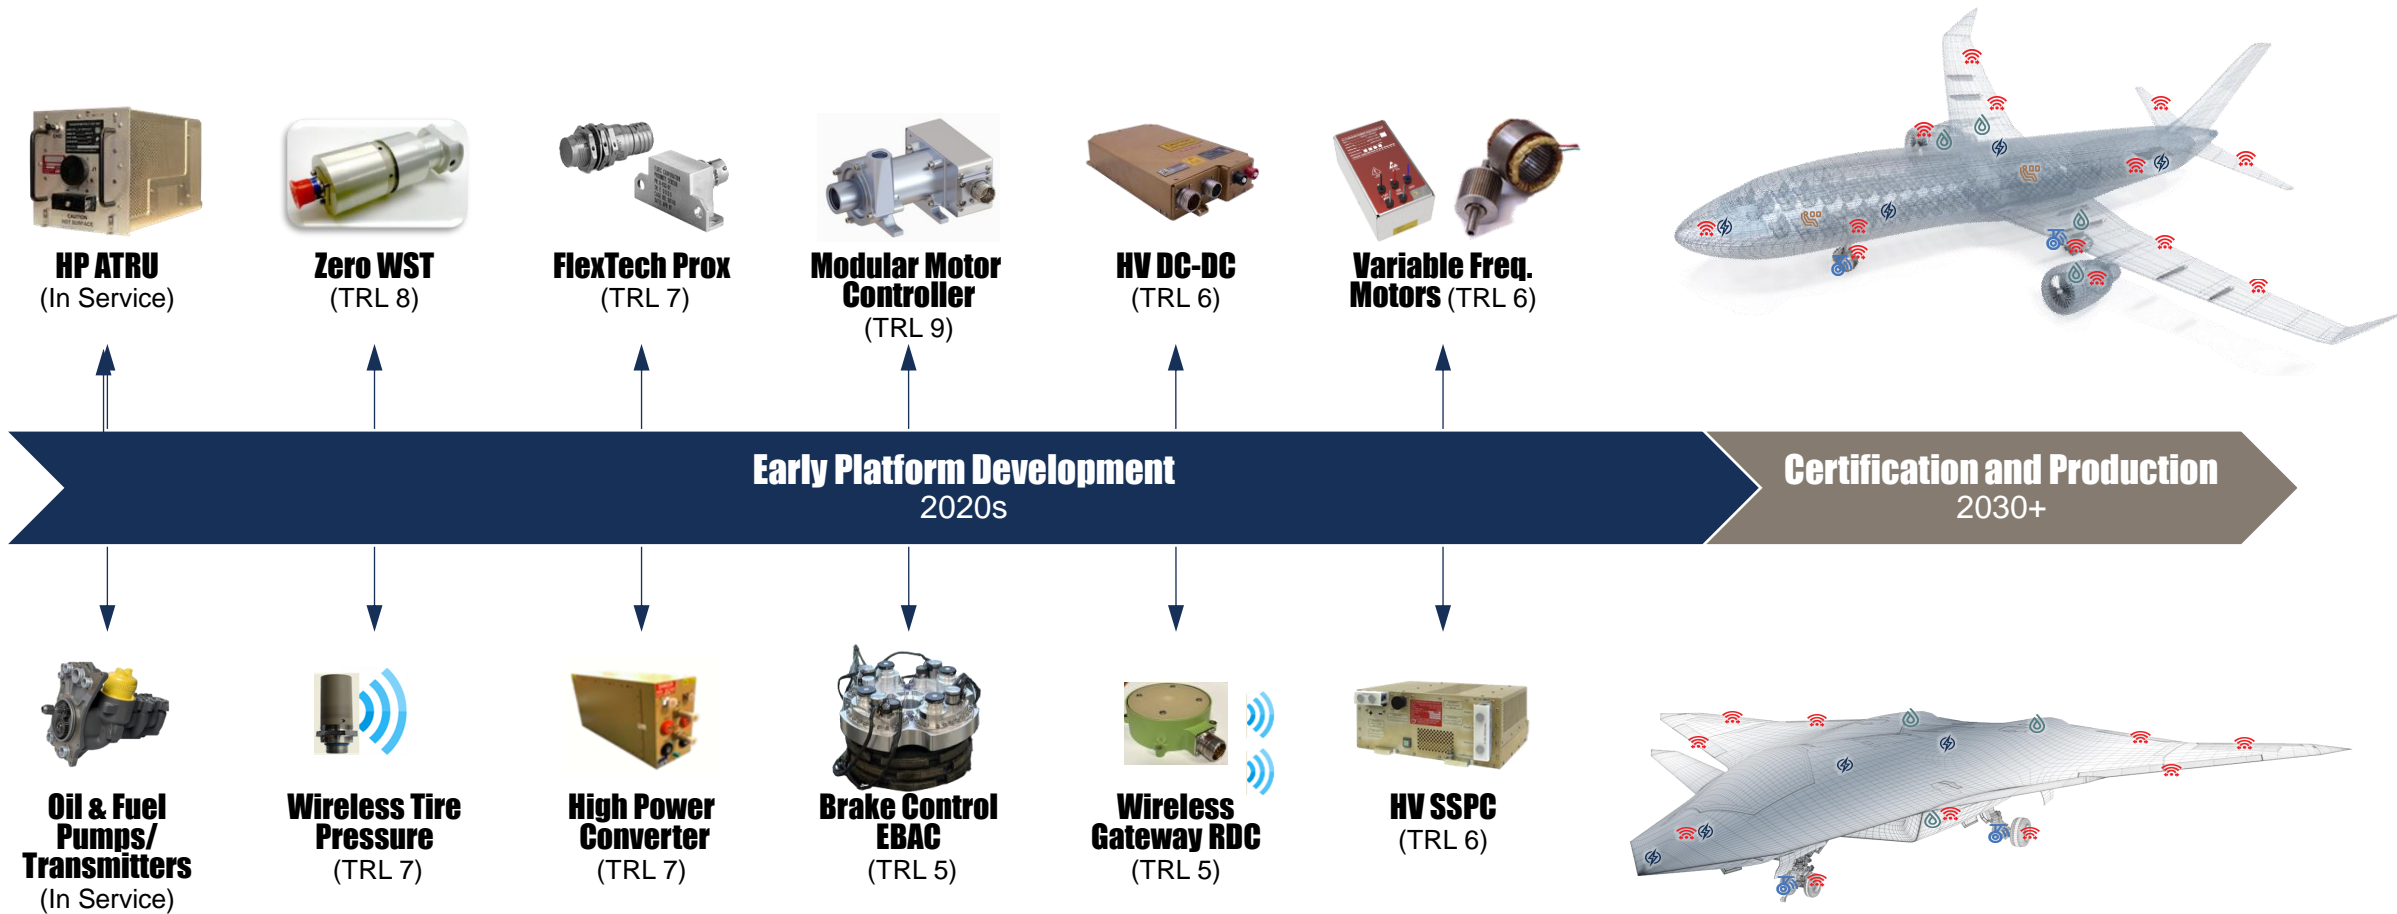 HP ATRU
(In Service)
Zero WST
(TRL 8)
FlexTech Prox
(TRL 7)
Modular Motor
Controller
(TRL 9)
HV DC-DC
(TRL 6)
Variable Freq.
Motors (TRL 6)
Early Platform Development
2020s
Certification and Production
2030+
Oil & Fuel
Pumps/
Transmitters
(In Service)
Wireless Tire
Pressure
(TRL 7)
High Power
Converter
(TRL 7)
Brake Control
EBAC
(TRL 5)
Wireless
Gateway RDC
(TRL 5)
HV SSPC
(TRL 6)
CAUTION
HOT SURFACE